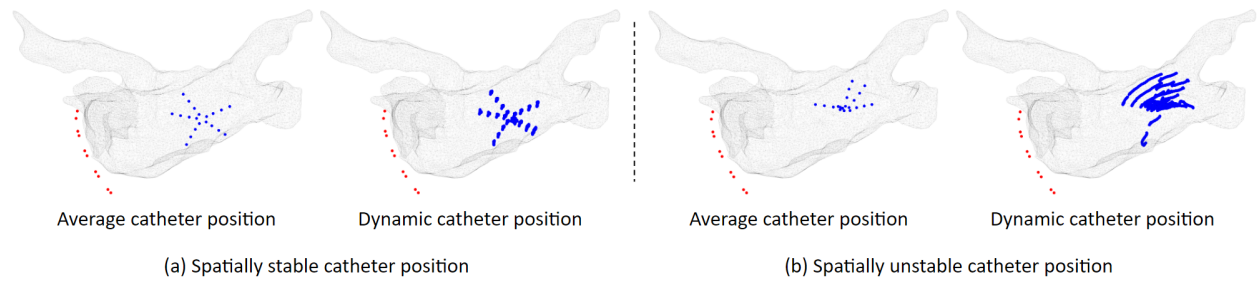 Average catheter position
Dynamic catheter position
Average catheter position
Dynamic catheter position
(a) Spatially stable catheter position
(b) Spatially unstable catheter position